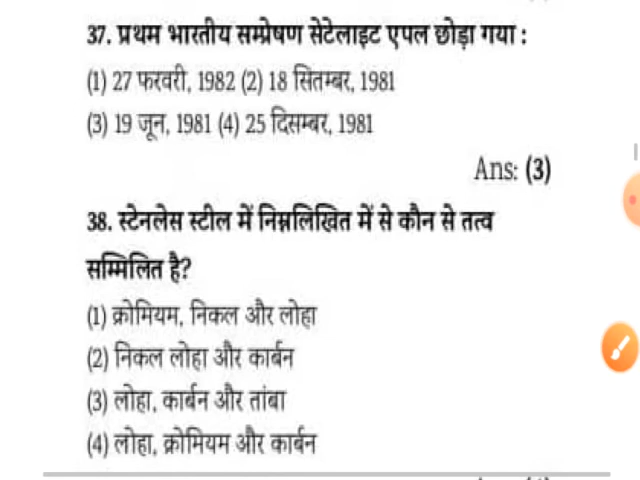 37. प्रथम भारतीय सम्प्रेषण सेटेलाइट एपल छोड़ा गया :
(1) 27 फरवरी, 1982 (2) 18 सितम्बर, 1981
(3) 19 जून, 1981 (4) 25 दिसम्बर, 1981
Ans: (3)
38. स्टेनलेस स्टील में निम्नलिखित में से कौन से तत्व
सम्मिलित है?
(1) क्रोमियम, निकल और लोहा
(2) निकल लोहा और कार्बन
(3) लोहा, कार्बन और तांबा
(4) लोहा, क्रोमियम और कार्बन